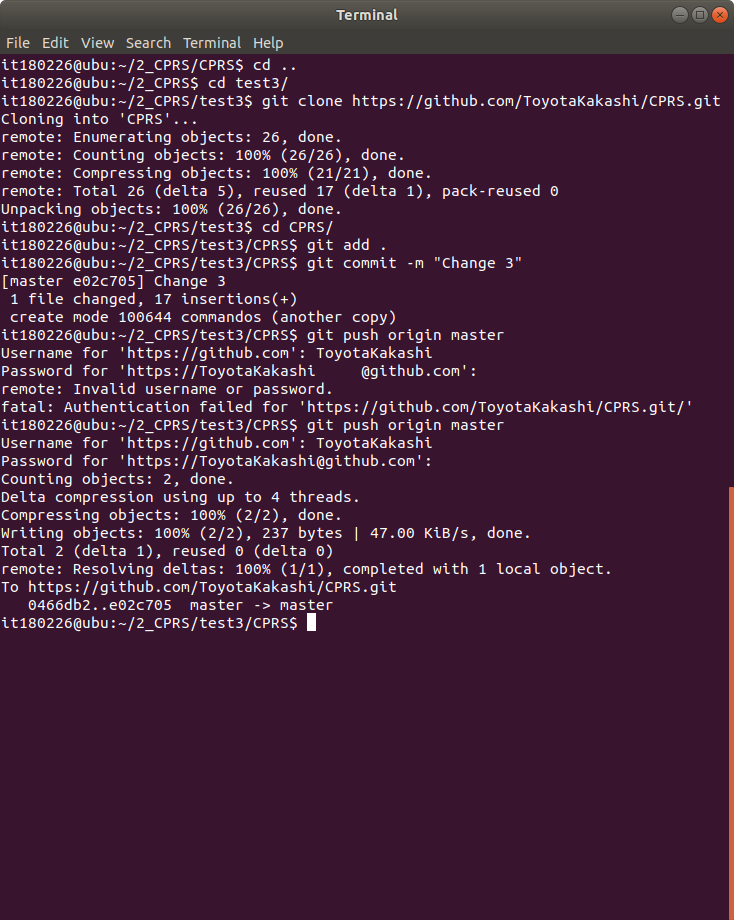 Terminal
File Edit View Search Terminal Help
it180226@ubu:~/2_CPRS/CPRS$ cd ..
it180226@ubu:~/2_CPRS$ cd test3/
it180226@ubu:~/2_CPRS/test3$ git clone https://github.com/ToyotaKakashi/CPRS.git
Cloning into 'CPRS'...
remote: Enumerating objects: 26, done.
remote: Counting objects: 100% (26/26), done.
remote: Compressing objects: 100% (21/21), done.
remote: Total 26 (delta 5), reused 17 (delta 1), pack-reused 0
Unpacking objects: 100% (26/26), done.
it180226@ubu:~/2_CPRS/test3$ cd CPRS/
it180226@ubu:~/2_CPRS/test3/CPRS$ git add .
it180226@ubu:~/2_CPRS/test3/CPRS$ git commit -m "Change 3"
[master e02c705] Change 3
 1 file changed, 17 insertions(+)
 create mode 100644 commandos (another copy)
it180226@ubu:~/2_CPRS/test3/CPRS$ git push origin master
Username for 'https://github.com': ToyotaKakashi
Password for 'https://ToyotaKakashi     @github.com':
remote: Invalid username or password.
fatal: Authentication failed for 'https://github.com/ToyotaKakashi/CPRS.git/'
it180226@ubu:~/2_CPRS/test3/CPRS$ git push origin master
Username for 'https://github.com': ToyotaKakashi
Password for 'https://ToyotaKakashi@github.com':
Counting objects: 2, done.
Delta compression using up to 4 threads.
Compressing objects: 100% (2/2), done.
Writing objects: 100% (2/2), 237 bytes | 47.00 KiB/s, done.
Total 2 (delta 1), reused 0 (delta 0)
remote: Resolving deltas: 100% (1/1), completed with 1 local object.
To https://github.com/ToyotaKakashi/CPRS.git
   0466db2..e02c705  master -> master
it180226@ubu:~/2_CPRS/test3/CPRS$